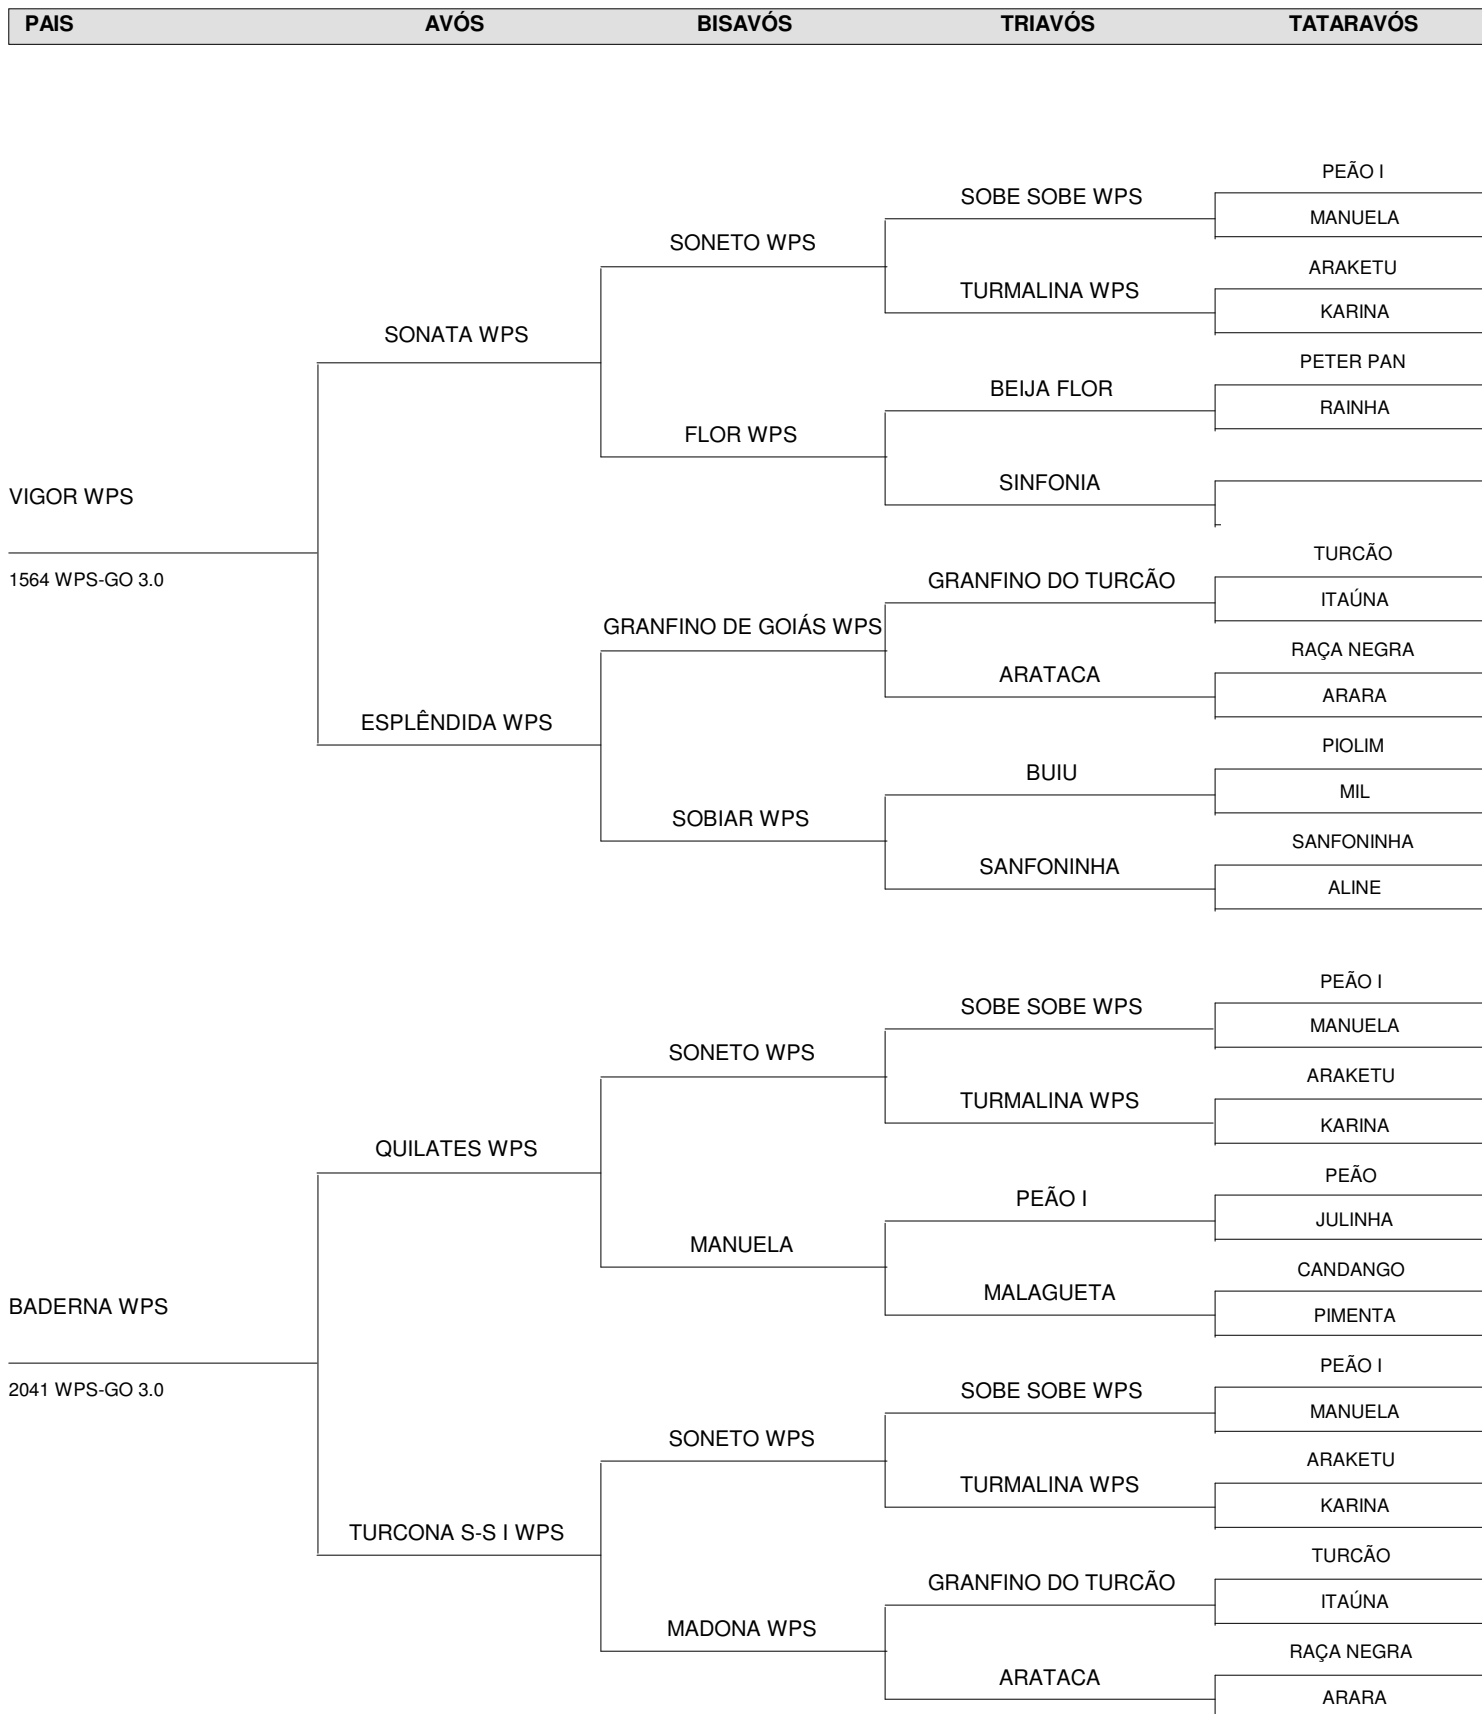 PAIS AVÓS BISAVÓS TRIAVÓS TATARAVÓS
PEÃO I
SOBE SOBE WPS
MANUELA
SONETO WPS
ARAKETU
TURMALINA WPS
KARINA
SONATA WPS
PETER PAN
BEIJA FLOR
RAINHA
FLOR WPS
SINFONIA
VIGOR WPS
TURCÃO
1564 WPS-GO 3.0
GRANFINO DO TURCÃO
ITAÚNA
GRANFINO DE GOIÁS WPS
RAÇA NEGRA
ARATACA
ARARA
ESPLÊNDIDA WPS
PIOLIM
BUIU
MIL
SOBIAR WPS
SANFONINHA
SANFONINHA
ALINE
PEÃO I
SOBE SOBE WPS
MANUELA
SONETO WPS
ARAKETU
TURMALINA WPS
KARINA
QUILATES WPS
PEÃO
PEÃO I
JULINHA
MANUELA
CANDANGO
MALAGUETA
BADERNA WPS
PIMENTA
PEÃO I
2041 WPS-GO 3.0
SOBE SOBE WPS
MANUELA
SONETO WPS
ARAKETU
TURMALINA WPS
KARINA
TURCONA S-S I WPS
TURCÃO
GRANFINO DO TURCÃO
ITAÚNA
MADONA WPS
RAÇA NEGRA
ARATACA
ARARA